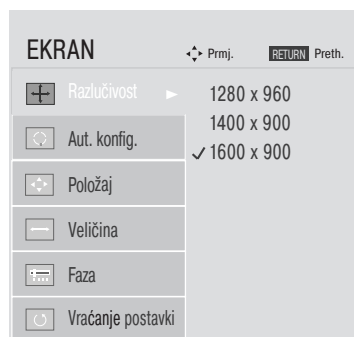 EKRAN Prmj. RETURN Preth.
Razlučivost 1280 x 960
1400 x 900
Aut. konfig. 1600 x 900
Položaj
Veličina
Faza
Vraćanje postavki